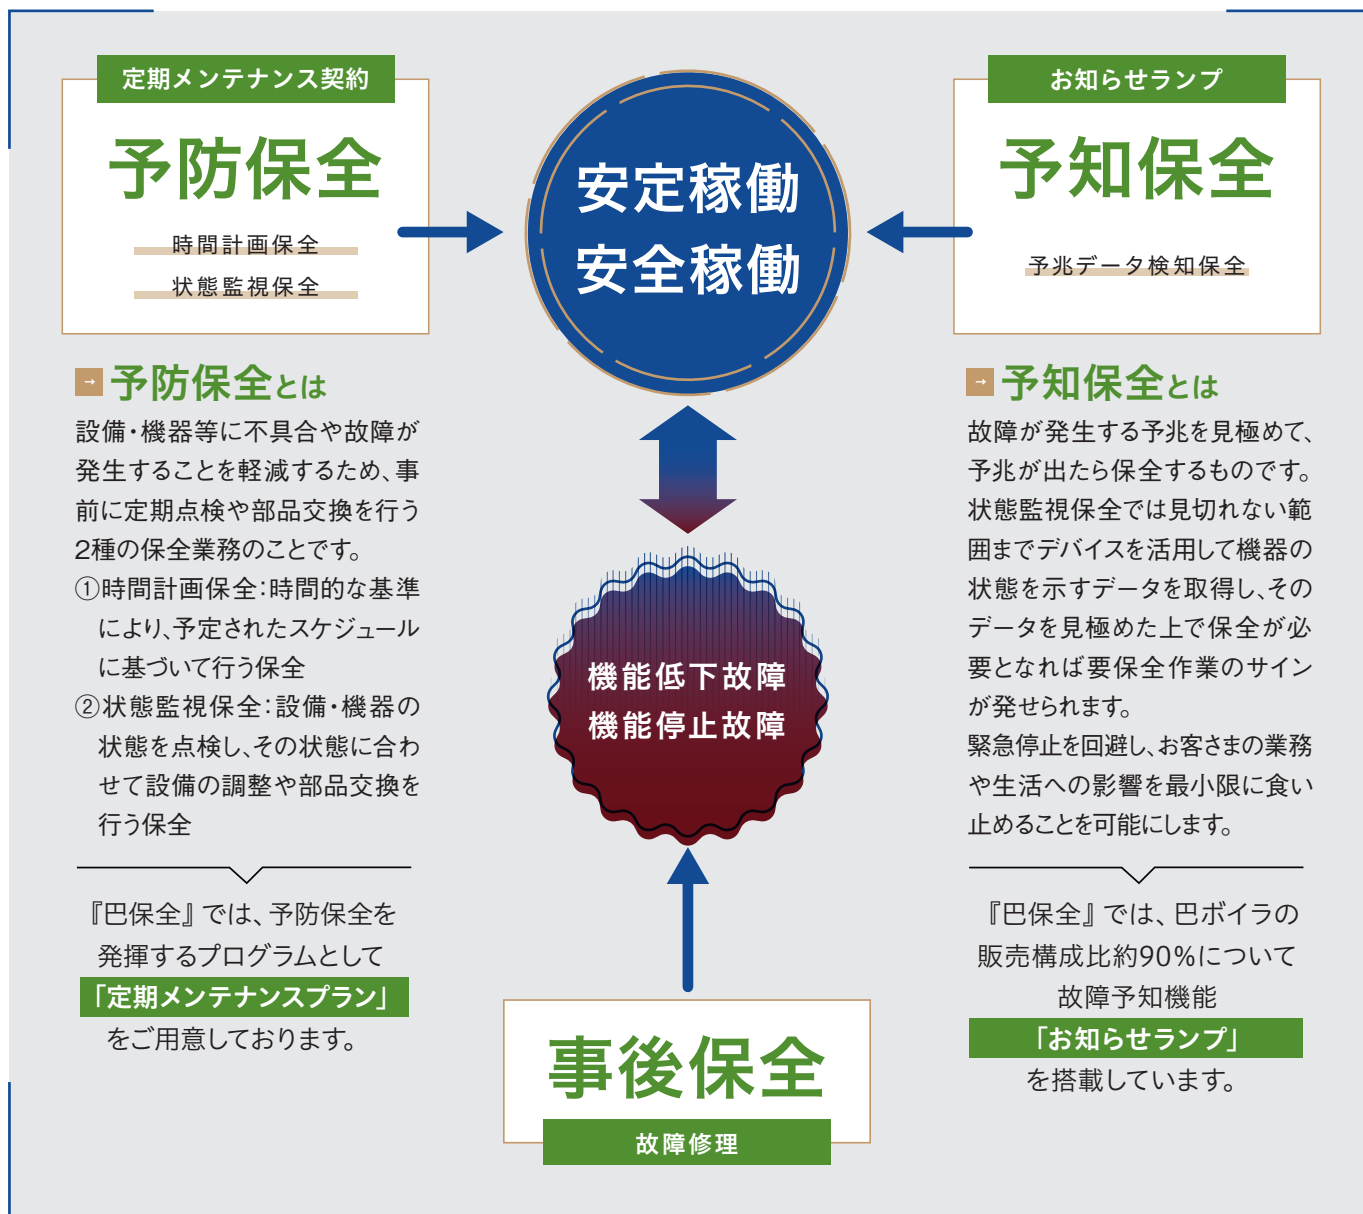 定期メンテナンス契約
予防保全
時間計画保全
状態監視保全
安定稼働
安全稼働
お知らせランプ
予知保全
予兆データ検知保全
→予防保全とは
設備・機器等に不具合や故障が
発生することを軽減するため、事
前に定期点検や部品交換を行う
2種の保全業務のことです。
①時間計画保全：時間的な基準
により、予定されたスケジュール
に基づいて行う保全
②状態監視保全：設備・機器の
状態を点検し、その状態に合わ
せて設備の調整や部品交換を
行う保全
『巴保全』では、予防保全を
発揮するプログラムとして
「定期メンテナンスプラン」
をご用意しております。
機能低下故障
機能停止故障
事後保全
故障修理
→予知保全とは
故障が発生する予兆を見極めて、
予兆が出たら保全するものです。
状態監視保全では見切れない範
囲までデバイスを活用して機器の
状態を示すデータを取得し、その
データを見極めた上で保全が必
要となれば要保全作業のサイン
が発せられます。
緊急停止を回避し、お客さまの業務
や生活への影響を最小限に食い
止めることを可能にします。
『巴保全』では、巴ボイラの
販売構成比約90%について
故障予知機能
「お知らせランプ」
を搭載しています。